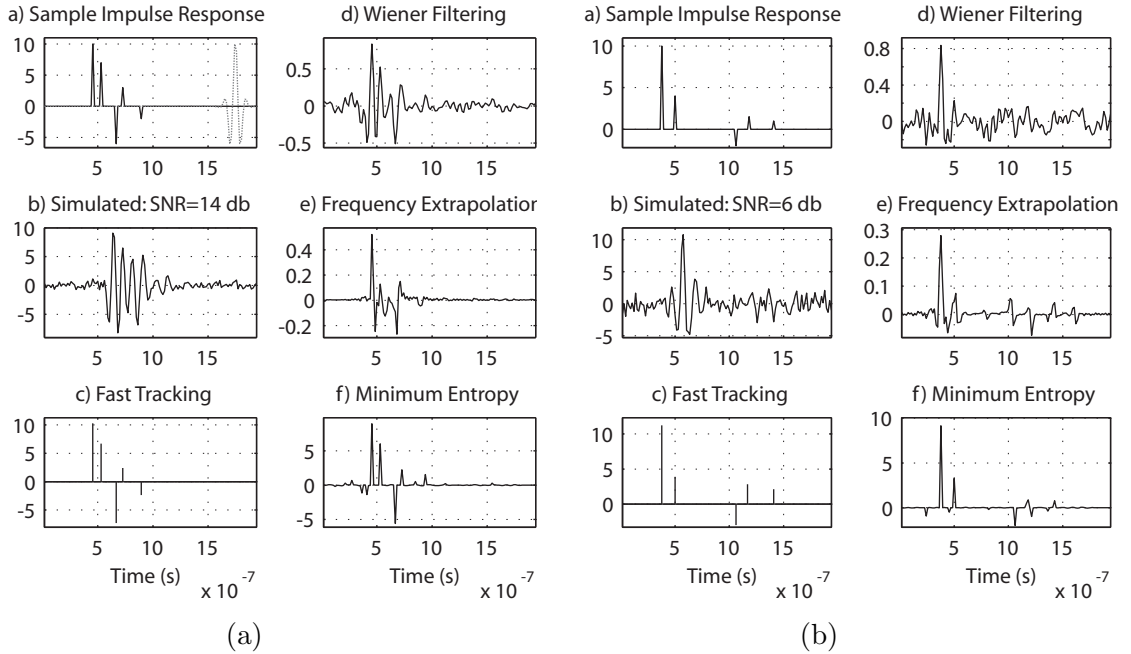 a) Sample Impulse Response
10
5
0
-5
5 10 15
d) Wiener Filtering
0.5
0
-0.5
5 10 15
b) Simulated: SNR=14 db
10
5
0
-5
5 10 15
e) Frequency Extrapolation
0.4
0.2
0
-0.2
5 10 15
c) Fast Tracking
10
5
0
-5
5 10 15
Time (s)
x 10 -7
f) Minimum Entropy
5
0
-5
5 10 15
Time (s)
x 10 -7
(a)
a) Sample Impulse Response
10
5
0
5 10 15
d) Wiener Filtering
0.8
0.4
0
5 10 15
b) Simulated: SNR=6 db
10
5
0
-5
5 10 15
e) Frequency Extrapolation
0.3
0.2
0.1
0
5 10 15
c) Fast Tracking
10
5
0
5 10 15
Time (s)
x 10 -7
f) Minimum Entropy
10
5
0
5 10 15
Time (s)
x 10 -7
(b)